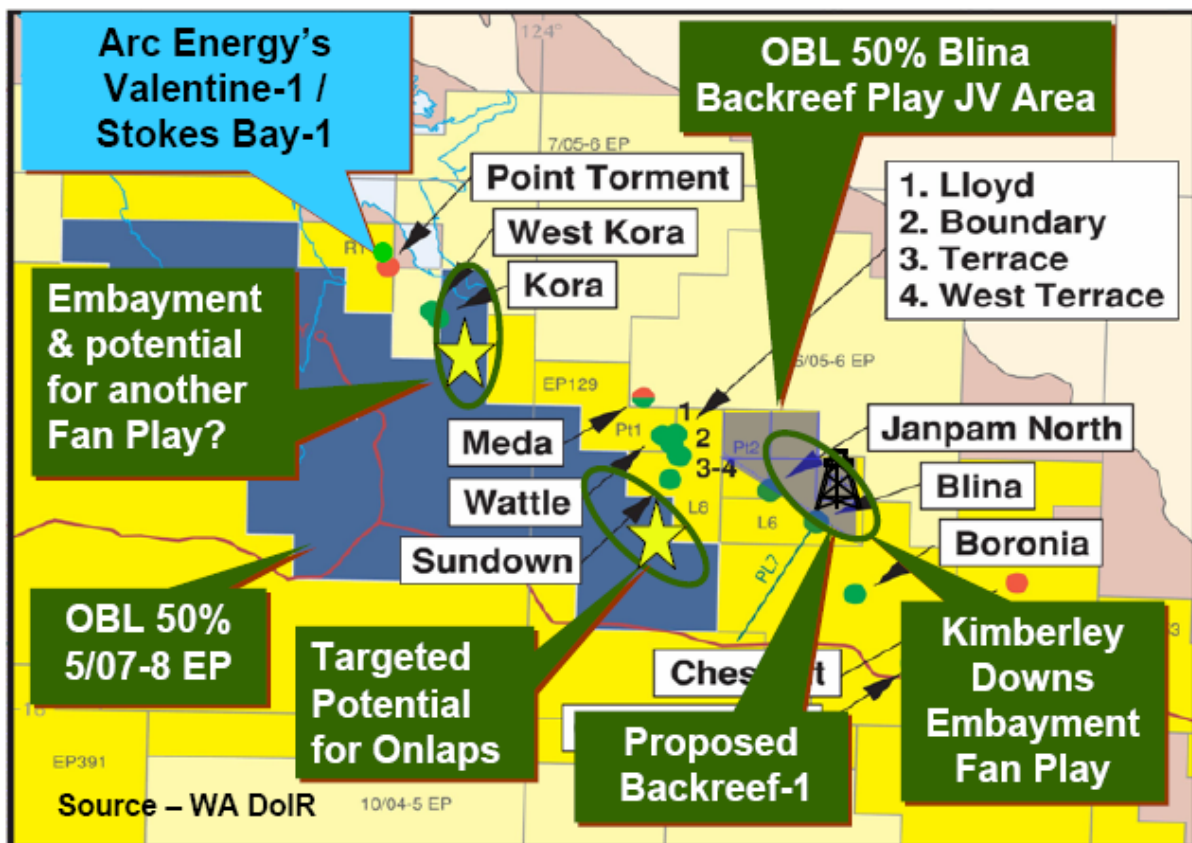 Arc Energy's
Valentine-1 /
Stokes Bay-1
124°
OBL 50% Blina
Backreef Play JV Area
7/05-6 EP
Point Torment
1. Lloyd
2. Boundary
3. Terrace
4. West Terrace
R1
West Kora
Kora
Embayment
& potential
for another
Fan Play?
6/05-6 EP
EP129
1
Pt1
2
Pt2
Janpam North
Meda
3-4
Blina
Wattle
L8
L6
Boronia
Sundown
PL7
OBL 50%
5/07-8 EP
Targeted
Potential
for Onlaps
Kimberley
Downs
Embayment
Fan Play
3
Proposed
Backreef-1
EP391
Source – WA DoIR
10/04-5 EP